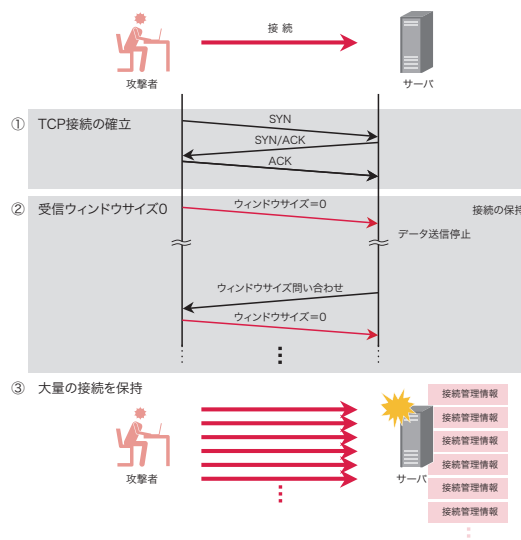 接 続
攻撃者
サーバ
① TCP接続の確立
SYN
SYN/ACK
ACK
② 受信ウィンドウサイズ0
ウィンドウサイズ=0
接続の保持
データ送信停止
ウィンドウサイズ問い合わせ
ウィンドウサイズ=0
③ 大量の接続を保持
接続管理情報
接続管理情報
接続管理情報
接続管理情報
接続管理情報
接続管理情報
攻撃者
サーバ